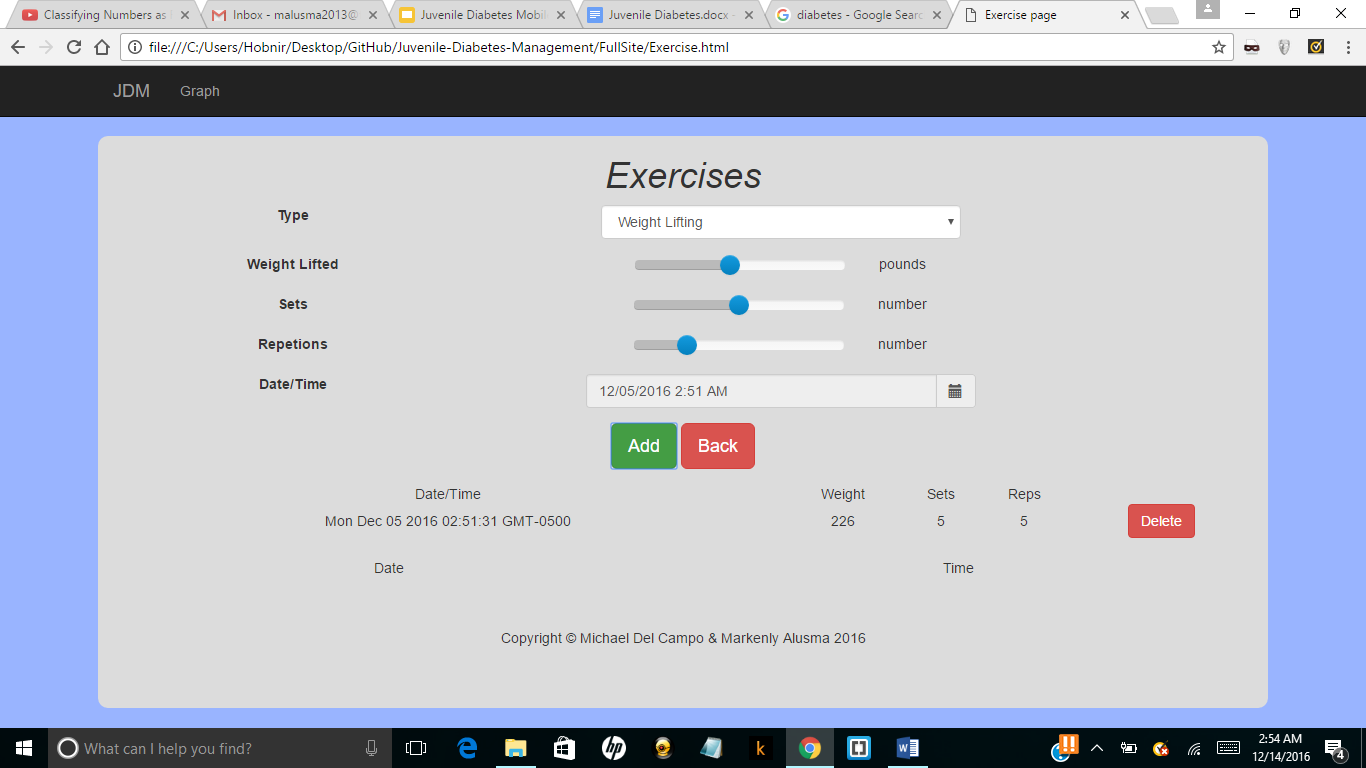 Classifying Numbers as
Inbox - malusma2013@
Juvenile Diabetes Mobil
Juvenile Diabetes.docx -
diabetes - Google Searc
Exercise page
file:///C:/Users/Hobnir/Desktop/GitHub/Juvenile-Diabetes-Management/FullSite/Exercise.html
JDM Graph
Exercises
Type Weight Lifting
Weight Lifted pounds
Sets number
Repetions number
Date/Time 12/05/2016 2:51 AM
Add Back
Date/Time Weight Sets Reps
Mon Dec 05 2016 02:51:31 GMT-0500 226 5 5 Delete
Date Time
Copyright © Michael Del Campo & Markenly Alusma 2016
What can I help you find?
2:54 AM
12/14/2016
4